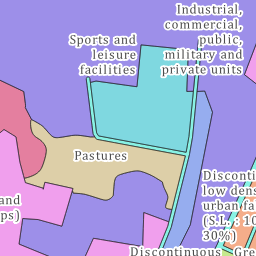 Industrial,
commercial,
public,
military and
private units
Sports and
leisure
facilities
Pastures
and
ps)
Disconti
low dens
urban fa
(S.L. : 10
30%)
Discontinuous
Gre